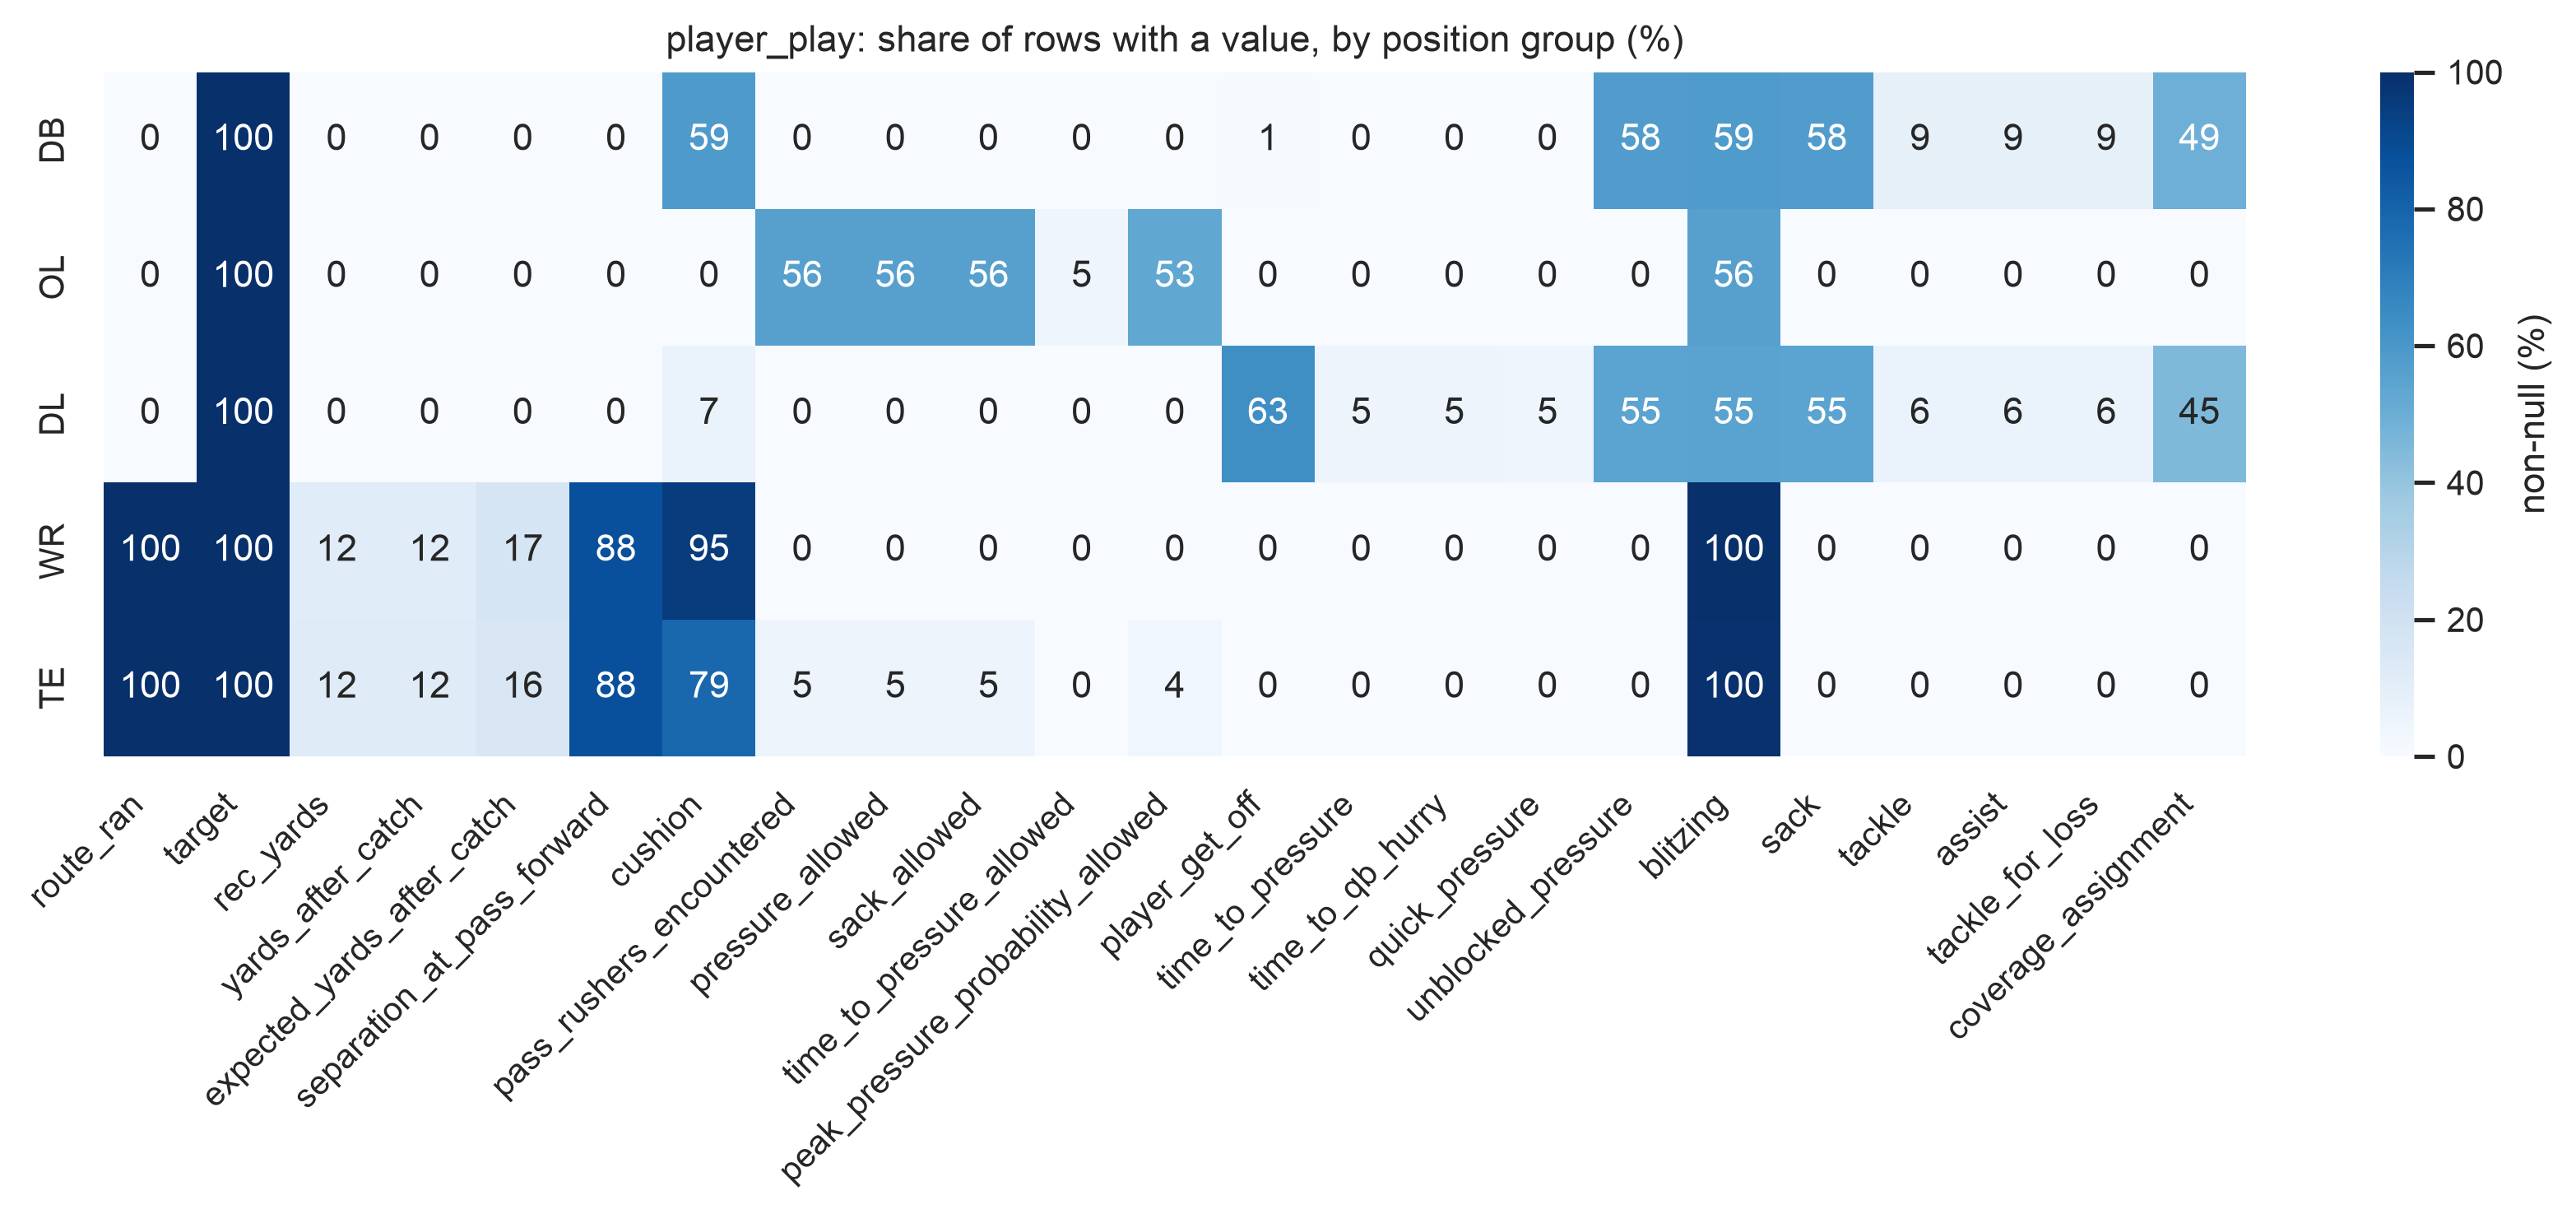 player_play: share of rows with a value, by position group (%)
DB 0 100 0 0 0 0 59 0 0 0 0 0 1 0 0 0 58 59 58 9 9 9 49
OL 0 100 0 0 0 0 0 56 56 56 5 53 0 0 0 0 0 56 0 0 0 0 0
DL 0 100 0 0 0 0 7 0 0 0 0 0 63 5 5 5 55 55 55 6 6 6 45
WR 100 100 12 12 17 88 95 0 0 0 0 0 0 0 0 0 0 100 0 0 0 0 0
TE 100 100 12 12 16 88 79 5 5 5 0 4 0 0 0 0 0 100 0 0 0 0 0
route_ran
target
rec_yards
yards_after_catch
expected_yards_after_catch
separation_at_pass_forward
cushion
pass_rushers_encountered
pressure_allowed
sack_allowed
time_to_pressure_allowed
peak_pressure_probability_allowed
player_get_off
time_to_pressure
time_to_qb_hurry
quick_pressure
unblocked_pressure
blitzing
sack
tackle
assist
tackle_for_loss
coverage_assignment
100
80
60
40
20
0
non-null (%)